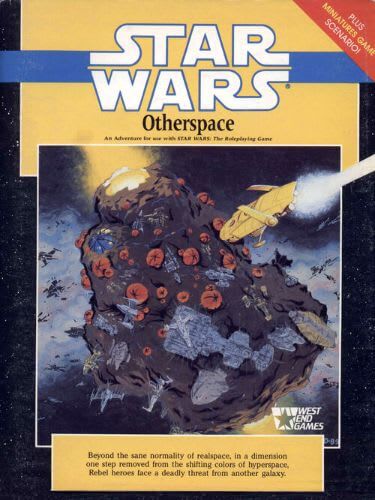 PLUS
MINIATURES GAME
SCENARIO!
STAR
WARS®
Otherspace
An Adventure for use with STAR WARS: The Roleplaying Game
WEST
END
GAMES
Beyond the sane normality of realspace, in a dimension
one step removed from the shifting colors of hyperspace,
Rebel heroes face a deadly threat from another galaxy.